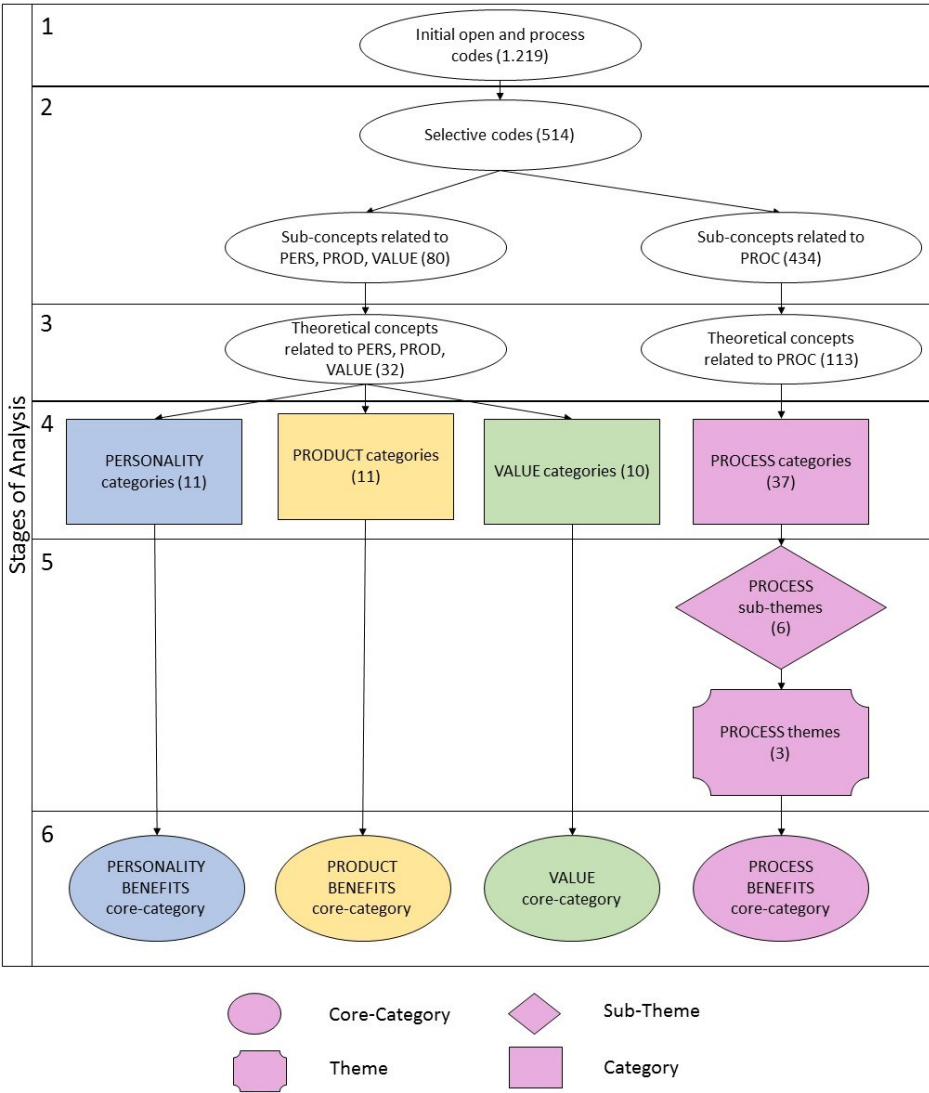 Stages of Analysis
1
Initial open and process
codes (1.219)
2
Selective codes (514)
Sub-concepts related to
PERS, PROD, VALUE (80)
Sub-concepts related to
PROC (434)
3
Theoretical concepts
related to PERS, PROD,
VALUE (32)
Theoretical concepts
related to PROC (113)
4
PERSONALITY
categories (11)
PRODUCT categories
(11)
VALUE categories (10)
PROCESS categories
(37)
5
PROCESS
sub-themes
(6)
PROCESS themes
(3)
6
PERSONALITY
BENEFITS
core-category
PRODUCT
BENEFITS
core-category
VALUE
core-category
PROCESS
BENEFITS
core-category
Core-Category
Sub-Theme
Theme
Category